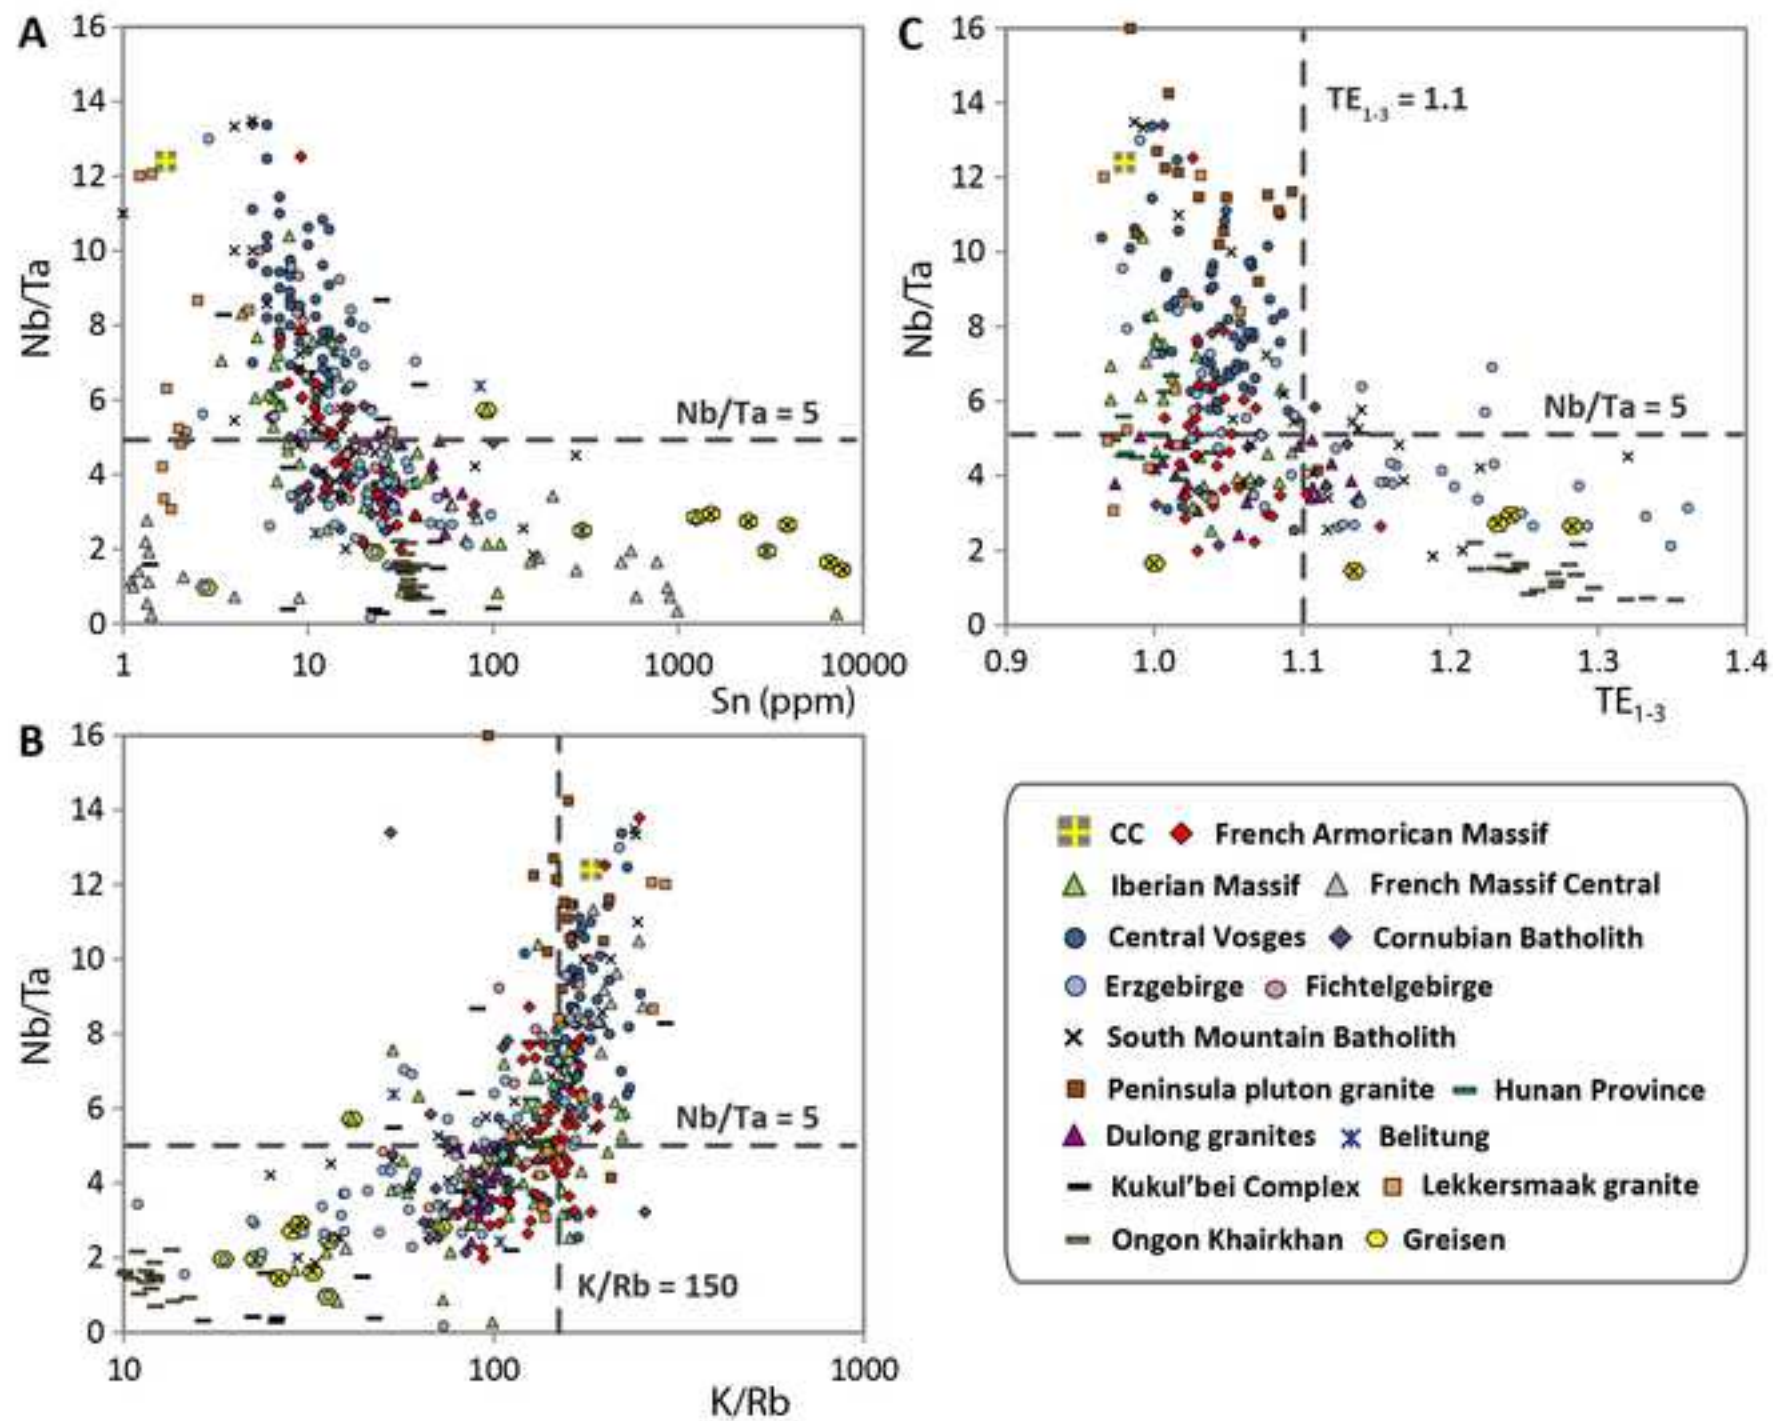 A
16
14
12
10
8
6
4
2
0
Nb/Ta
Nb/Ta = 5
1 10 100 1000 10000
Sn (ppm)
C
16
14
12
10
8
6
4
2
0
Nb/Ta
TE1-3 = 1.1
Nb/Ta = 5
0.9 1.0 1.1 1.2 1.3 1.4
TE1-3
B
16
14
12
10
8
6
4
2
0
Nb/Ta
Nb/Ta = 5
K/Rb = 150
10 100 1000
K/Rb
CC French Armorican Massif
Iberian Massif French Massif Central
Central Vosges Cornubian Batholith
Erzgebirge Fichtelgebirge
South Mountain Batholith
Peninsula pluton granite Hunan Province
Dulong granites Belitung
Kukul'bei Complex Lekkersmaak granite
Ongon Khairkhan Greisen